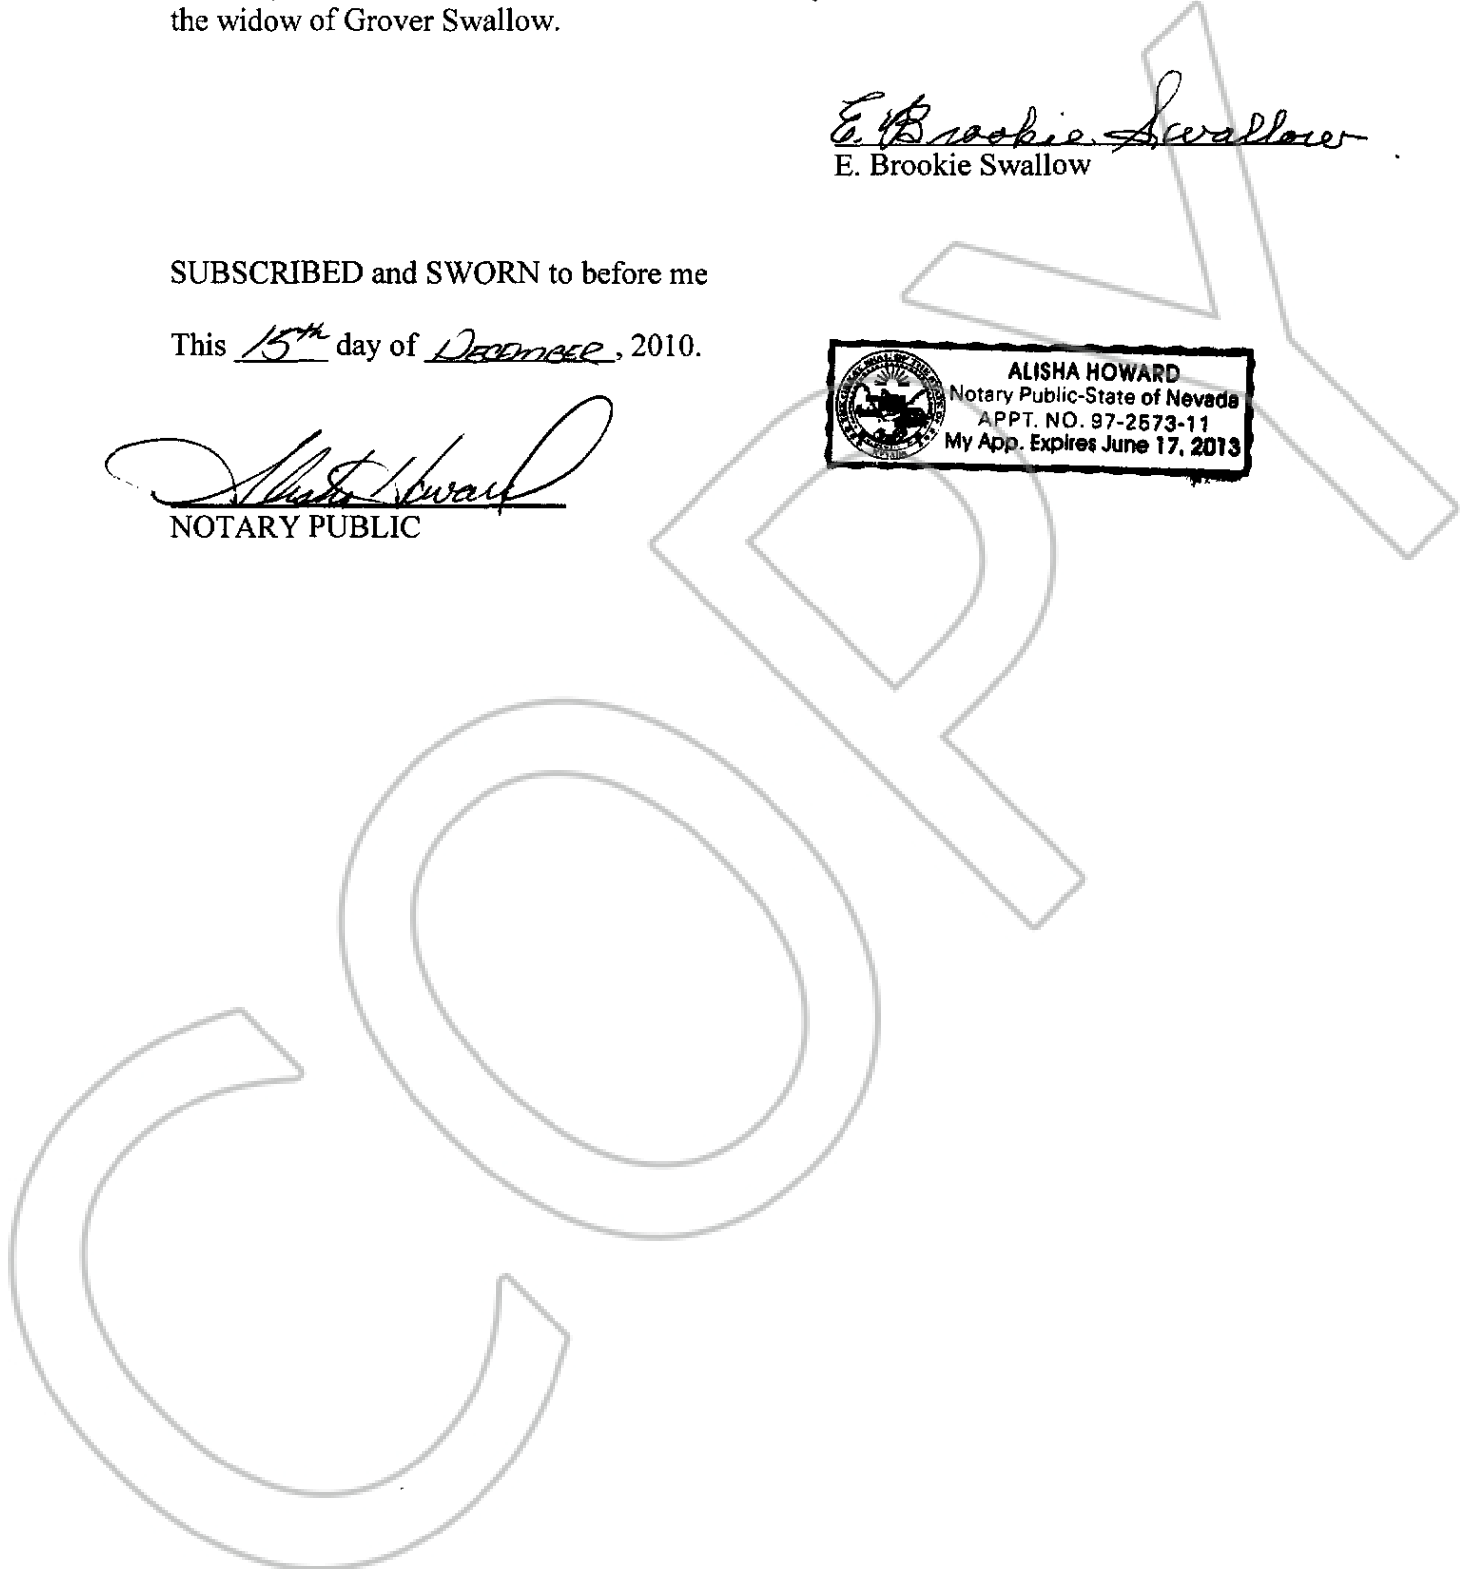 the widow of Grover Swallow.
E. Brookie Swallow
E. Brookie Swallow
SUBSCRIBED and SWORN to before me
This 15th day of DECEMBER, 2010.
ALISHA HOWARD
Notary Public-State of Nevada
APPT. NO. 97-2573-11
My App. Expires June 17, 2013
Alisha Howard
NOTARY PUBLIC
COPY